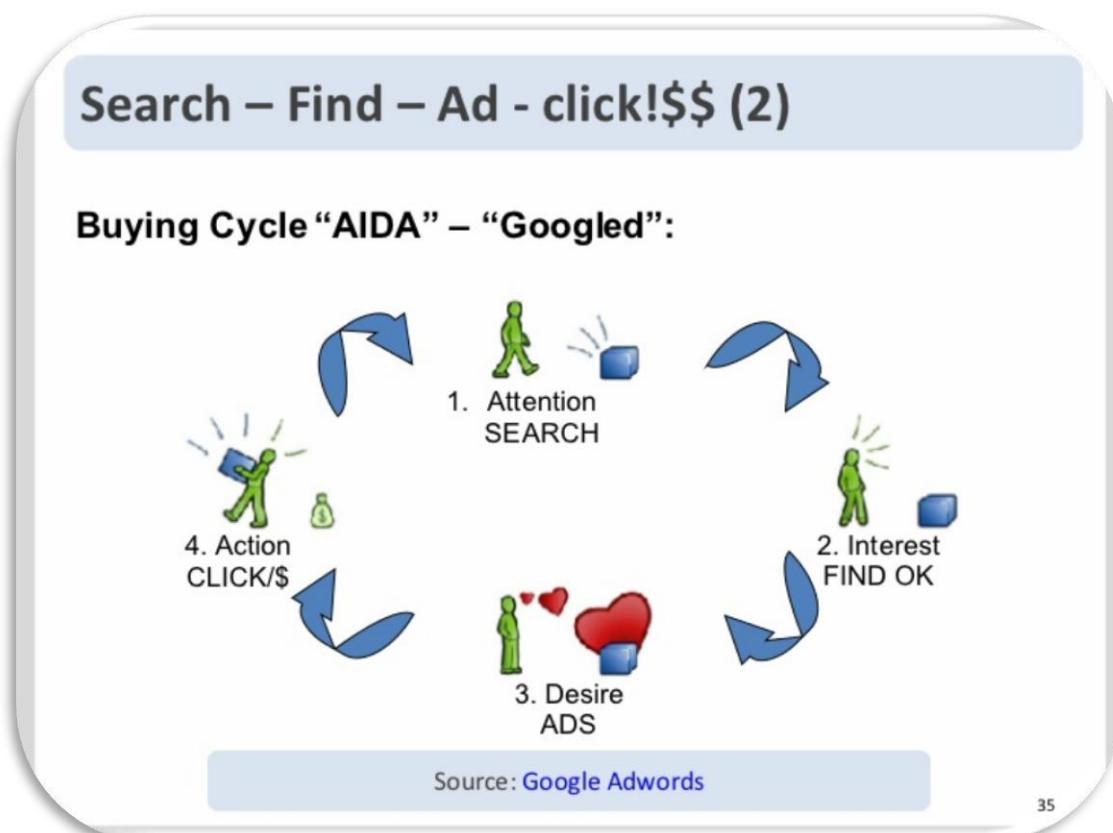 Search – Find – Ad - click!$$ (2)
Buying Cycle “AIDA” – “Googled”:
1. Attention
SEARCH
2. Interest
FIND OK
3. Desire
ADS
4. Action
CLICK/$
Source: Google Adwords
35